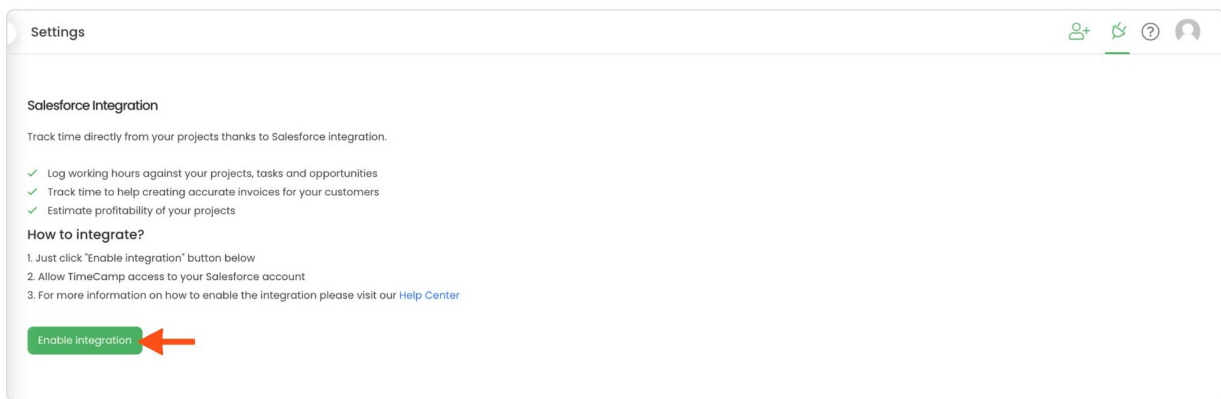 Settings
Salesforce Integration
Track time directly from your projects thanks to Salesforce integration.
Log working hours against your projects, tasks and opportunities
Track time to help creating accurate invoices for your customers
Estimate profitability of your projects
How to integrate?
1. Just click "Enable integration" button below
2. Allow TimeCamp access to your Salesforce account
3. For more information on how to enable the integration please visit our Help Center
Enable integration